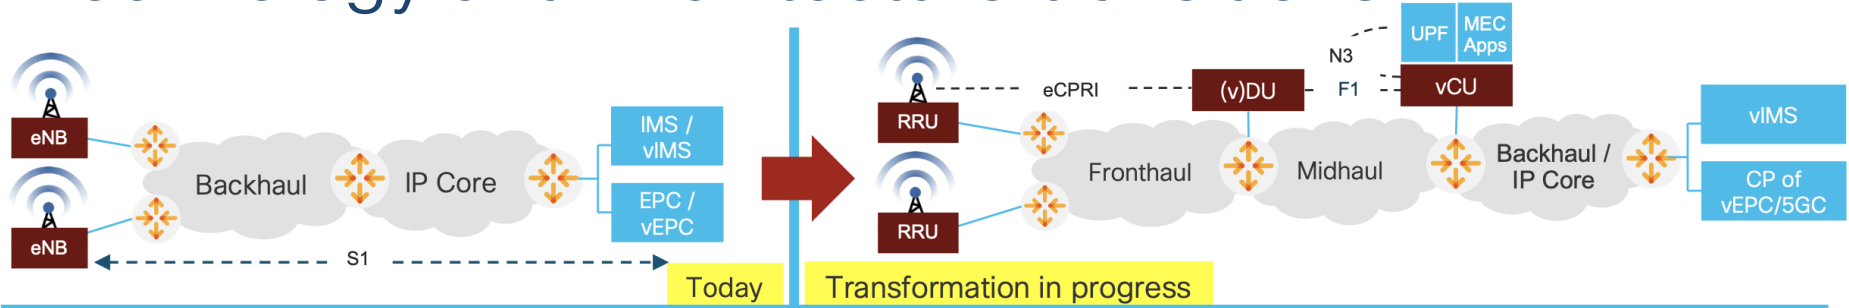 eNB
eNB
Backhaul
IP Core
IMS /
vIMS
EPC /
vEPC
S1
Today
RRU
RRU
eCPRI
(v)DU
F1
N3
UPF
MEC
Apps
vCU
Fronthaul
Midhaul
Backhaul /
IP Core
vIMS
CP of
vEPC/5GC
Transformation in progress